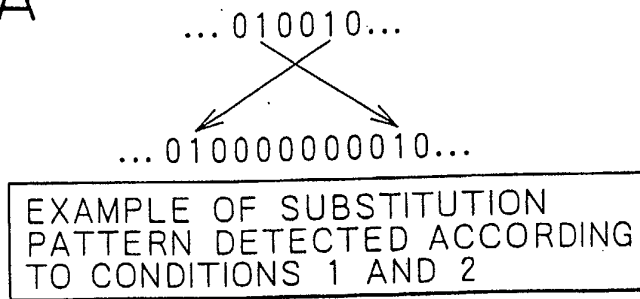 A
...010010...
...010000000010...
EXAMPLE OF SUBSTITUTION
PATTERN DETECTED ACCORDING
TO CONDITIONS 1 AND 2